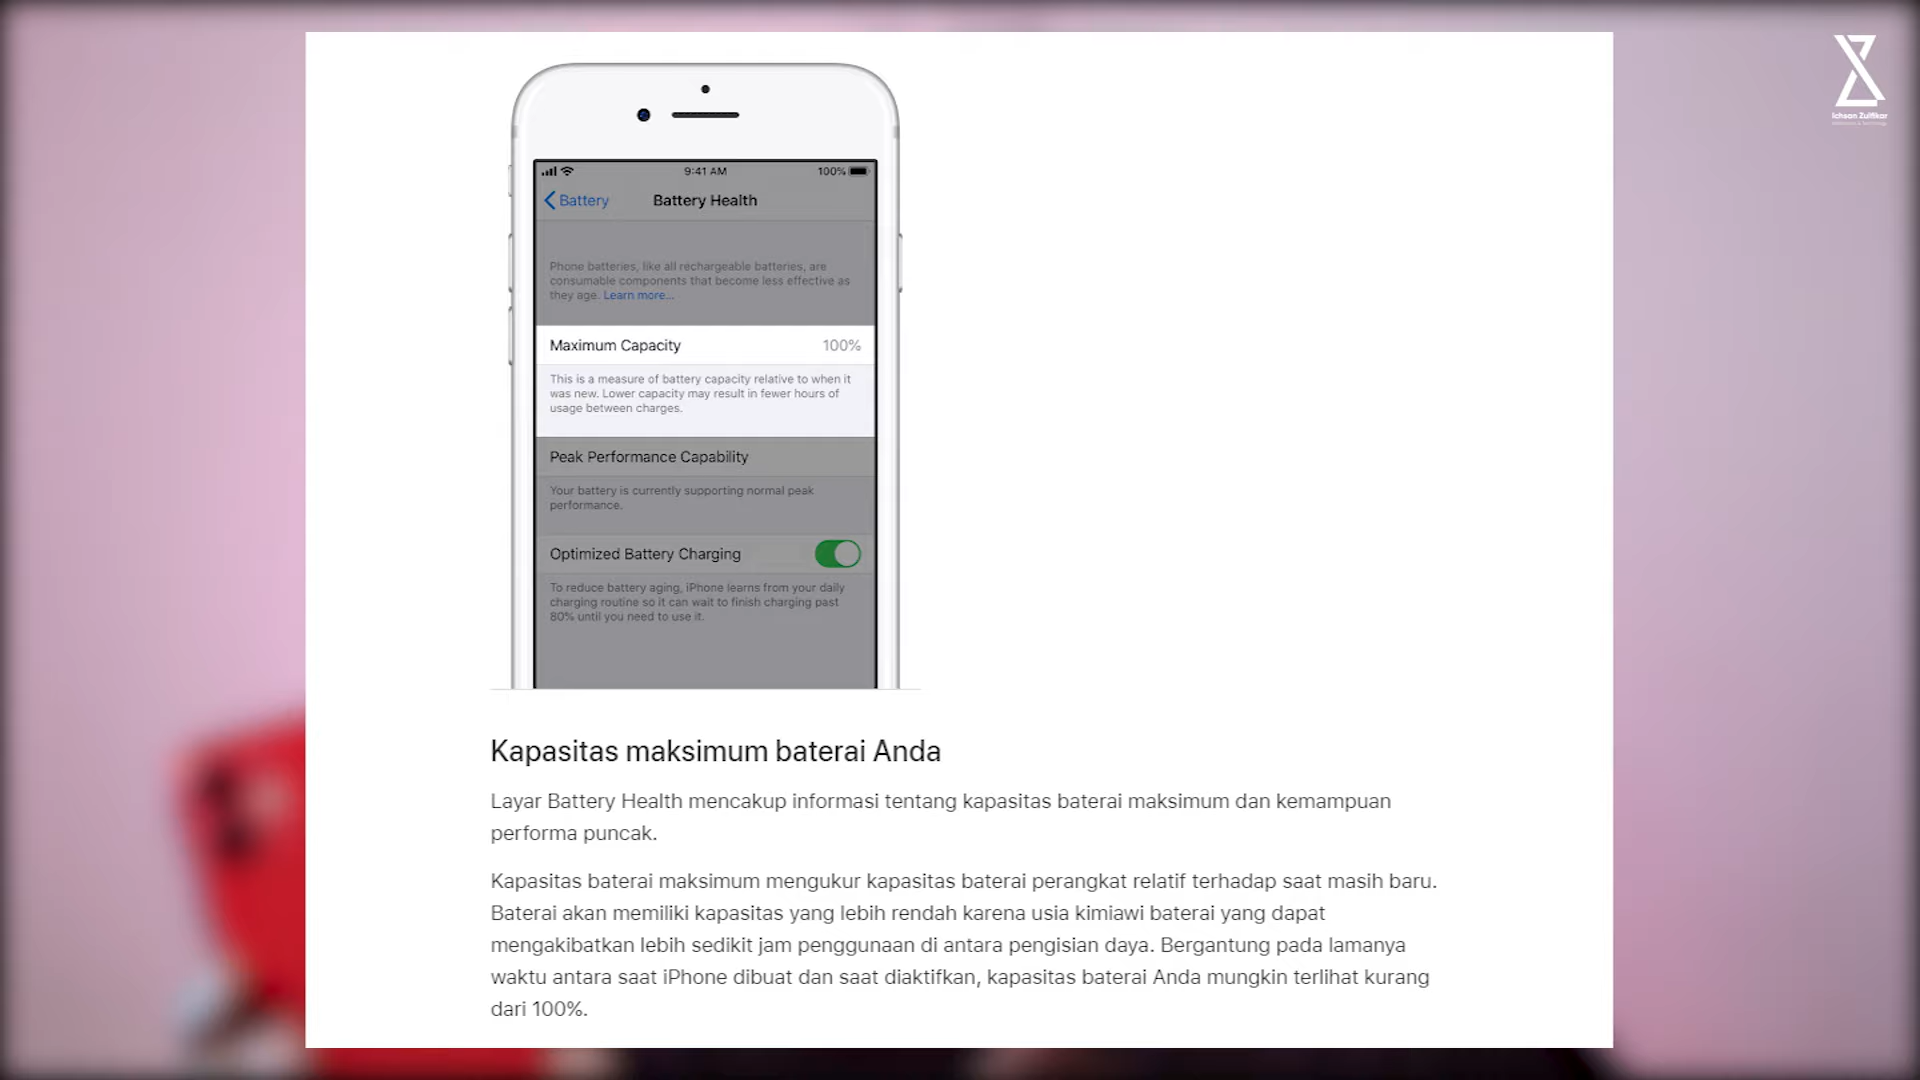 Ichsan Zulfikar
9:41 AM
100%
Battery
Battery Health
Phone batteries, like all rechargeable batteries, are
consumable components that become less effective as
they age. Learn more...
Maximum Capacity
100%
This is a measure of battery capacity relative to when it
was new. Lower capacity may result in fewer hours of
usage between charges.
Peak Performance Capability
Your battery is currently supporting normal peak
performance.
Optimized Battery Charging
To reduce battery aging, iPhone learns from your daily
charging routine so it can wait to finish charging past
80% until you need to use it.
Kapasitas maksimum baterai Anda
Layar Battery Health mencakup informasi tentang kapasitas baterai maksimum dan kemampuan
performa puncak.
Kapasitas baterai maksimum mengukur kapasitas baterai perangkat relatif terhadap saat masih baru.
Baterai akan memiliki kapasitas yang lebih rendah karena usia kimiawi baterai yang dapat
mengakibatkan lebih sedikit jam penggunaan di antara pengisian daya. Bergantung pada lamanya
waktu antara saat iPhone dibuat dan saat diaktifkan, kapasitas baterai Anda mungkin terlihat kurang
dari 100%.